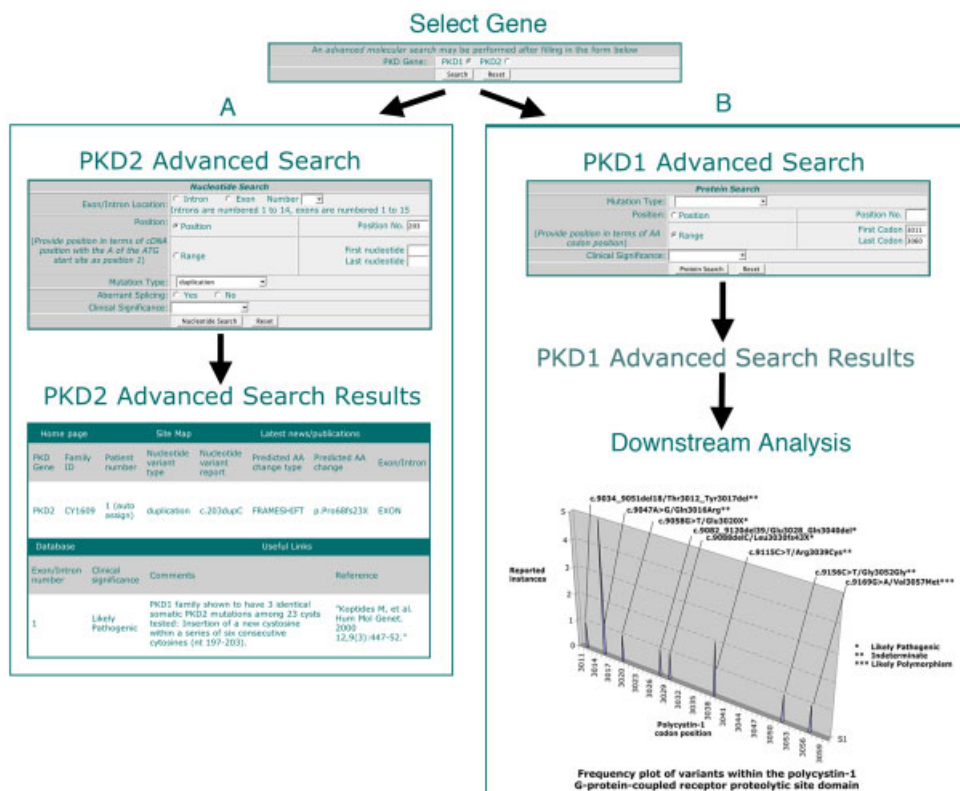 Select Gene
An advanced molecular search may be performed after filling in the form below
PKD Gene: PKD1 PKD2
Search Reset
A
PKD2 Advanced Search
Nucleotide Search
Exon/Intron Location: Intron Exon Number
Introns are numbered 1 to 14, exons are numbered 1 to 15
Position: Position Position No. 203
(Provide position in terms of cDNA position with the A of the ATG start site as position 1)
Range First nucleotide
Last nucleotide
Mutation Type: duplication
Aberrant Splicing: Yes No
Clinical Significance:
Nucleotide Search Reset
PKD2 Advanced Search Results
Home page Site Map Latest news/publications
PKD Gene Family ID Patient number Nucleotide variant type Nucleotide variant report Predicted AA change type Predicted AA change Exon/Intron
PKD2 CY1609 1 (auto assign) duplication c.203dupC FRAMESHIFT p.Pro68fs23X EXON
Database Useful Links
Exon/Intron number Clinical significance Comments Reference
1 Likely Pathogenic PKD1 family shown to have 3 identical somatic PKD2 mutations among 23 cysts tested: Insertion of a new cystosine within a series of six consecutive cytosines (nt 197-203). "Koptides M, et al. Hum Mol Genet. 2000 12,9(3):447-52."
B
PKD1 Advanced Search
Protein Search
Mutation Type:
Position: Position Position No.
(Provide position in terms of AA codon position)
Range First Codon 3011
Last Codon 3060
Clinical Significance:
Protein Search Reset
PKD1 Advanced Search Results
Downstream Analysis
c.9034_9051del18/Thr3012_Tyr3017del**
c.9047A>G/Gln3016Arg**
c.9058G>T/Glu3020X*
c.9082_9120del39/Glu3028_Gln3040del*
c.9088delC/Leu3030fs43X*
c.9115C>T/Arg3039Cys**
c.9156C>T/Gly3052Gly**
c.9169G>A/Val3057Met***
Reported instances
5
4
3
2
1
0
* Likely Pathogenic
** Indeterminate
*** Likely Polymorphism
3011 3014 3017 3020 3023 3026 3029 3032 3035 3038 3041 3044 3047 3050 3053 3056 3059
S1
Polycystin-1 codon position
Frequency plot of variants within the polycystin-1
G-protein-coupled receptor proteolytic site domain